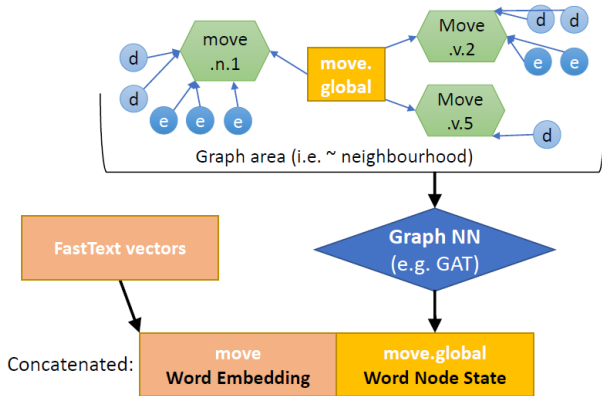 d d
move
.n.1
Move
.v.2
d
move.
global
e e
d
Move
.v.5
e e e
d
Graph area (i.e. ~ neighbourhood)
Graph NN
(e.g. GAT)
FastText vectors
Concatenated:
move
Word Embedding
move.global
Word Node State